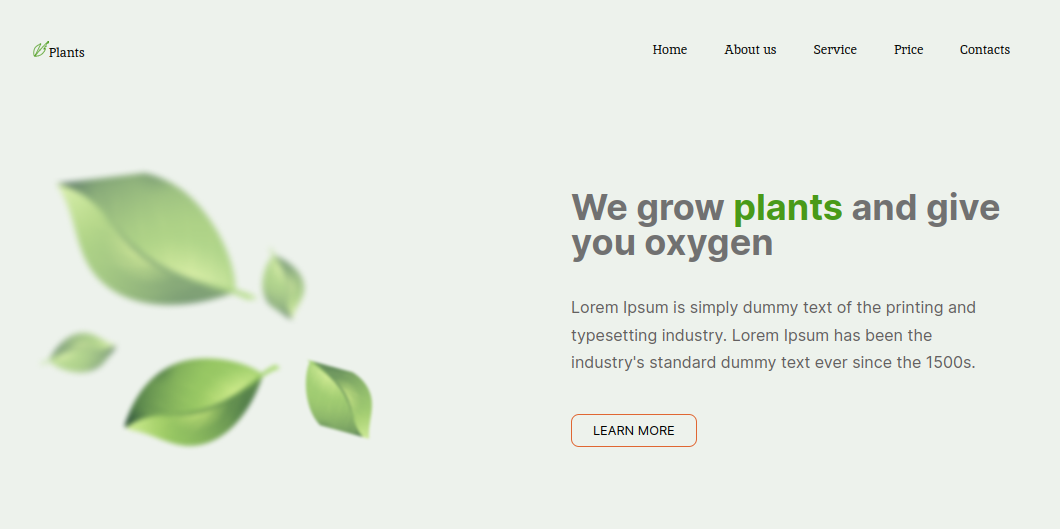 Plants
Home About us Service Price Contacts
We grow plants and give
you oxygen
Lorem Ipsum is simply dummy text of the printing and
typesetting industry. Lorem Ipsum has been the
industry's standard dummy text ever since the 1500s.
LEARN MORE